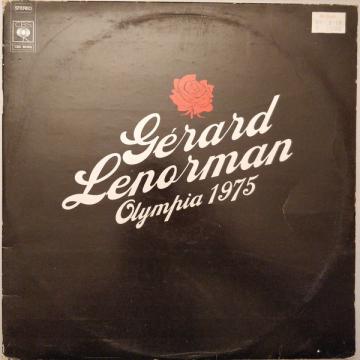 STEREO
CBS
Gérard
Lenorman
Olympia 1975